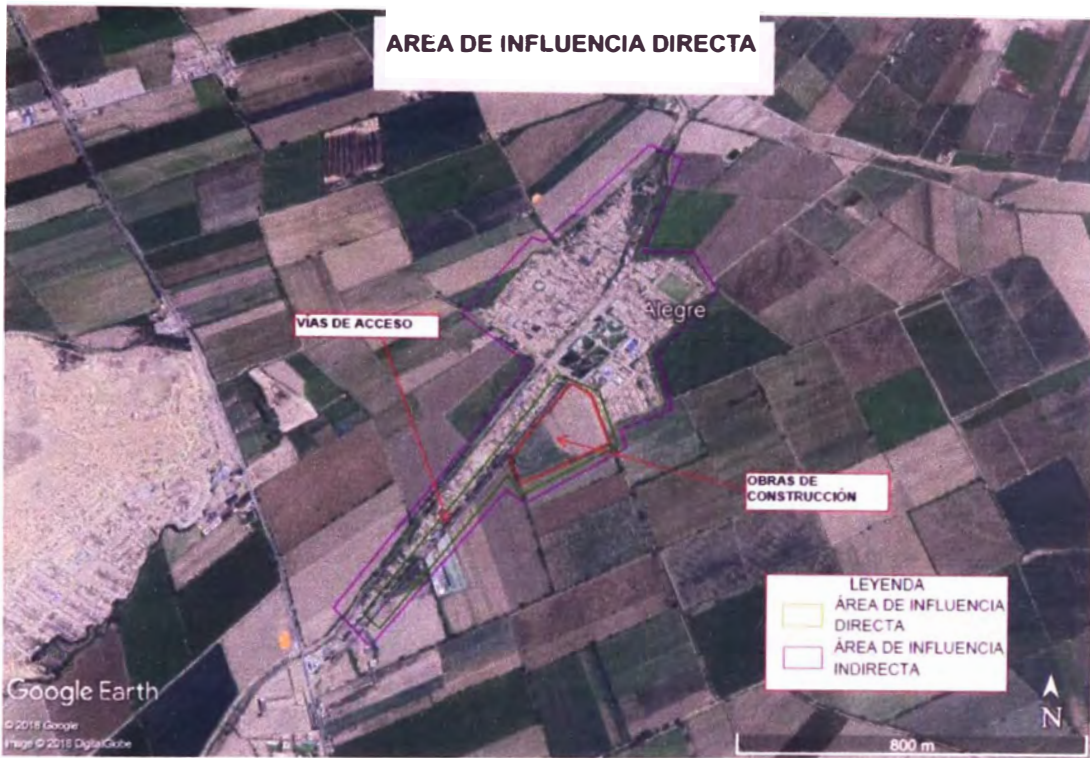 AREA DE INFLUENCIA DIRECTA
VÍAS DE ACCESO
Alegre
OBRAS DE
CONSTRUCCIÓN
LEYENDA
ÁREA DE INFLUENCIA
DIRECTA
ÁREA DE INFLUENCIA
INDIRECTA
Google Earth
© 2018 Google
Image © 2018 DigitalGlobe
N
800 m